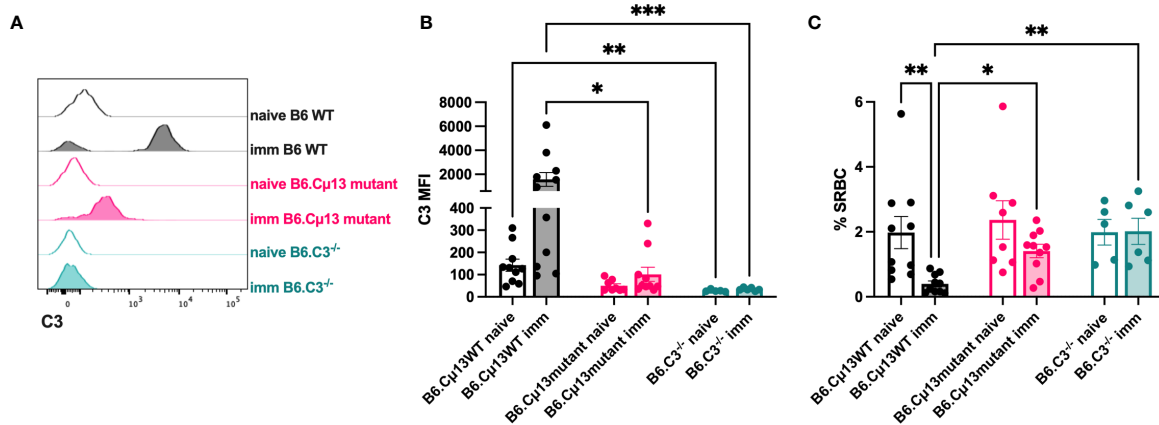 A
naive B6 WT
imm B6 WT
naive B6.Cμ13 mutant
imm B6.Cμ13 mutant
naive B6.C3-/-
imm B6.C3-/-
0
10³
10⁴
10⁵
C3
B
***
**
*
C3 MFI
8000
6000
4000
2000
400
300
200
100
0
B6.Cμ13WT naive
B6.Cμ13WT imm
B6.Cμ13mutant naive
B6.Cμ13mutant imm
B6.C3-/- naive
B6.C3-/- imm
C
**
**
*
% SRBC
6
4
2
0
B6.Cμ13WT naive
B6.Cμ13WT imm
B6.Cμ13mutant naive
B6.Cμ13mutant imm
B6.C3-/- naive
B6.C3-/- imm